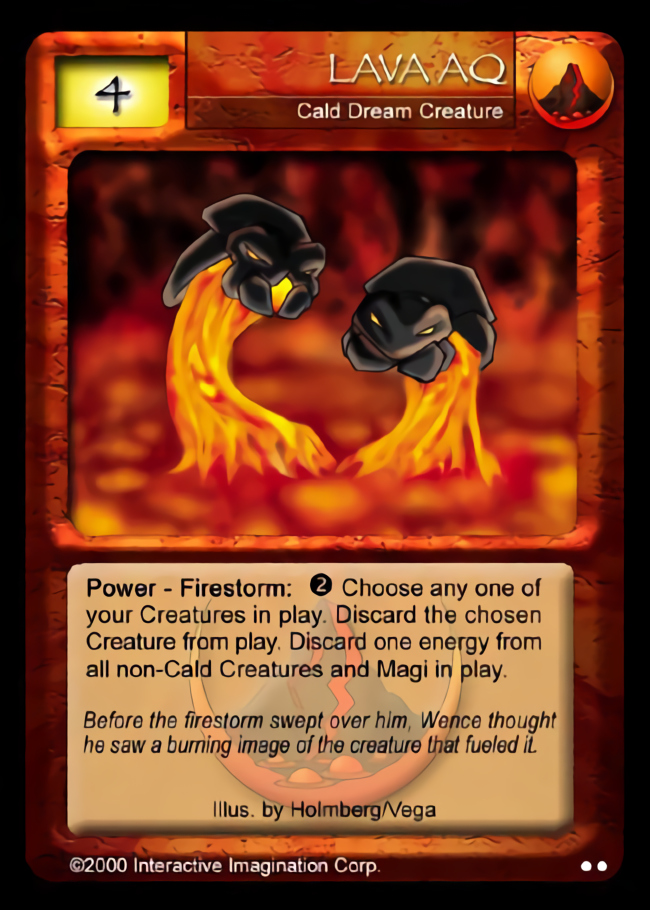 4
LAVA AQ
Cald Dream Creature
Power - Firestorm: ❷ Choose any one of
your Creatures in play. Discard the chosen
Creature from play. Discard one energy from
all non-Cald Creatures and Magi in play.
Before the firestorm swept over him, Wence thought
he saw a burning image of the creature that fueled it.
Illus. by Holmberg/Vega
©2000 Interactive Imagination Corp.